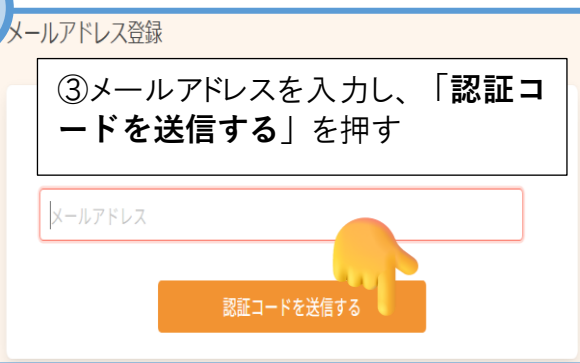 メールアドレス登録
③メールアドレスを入力し、「認証コ
ードを送信する」を押す
メールアドレス
認証コードを送信する